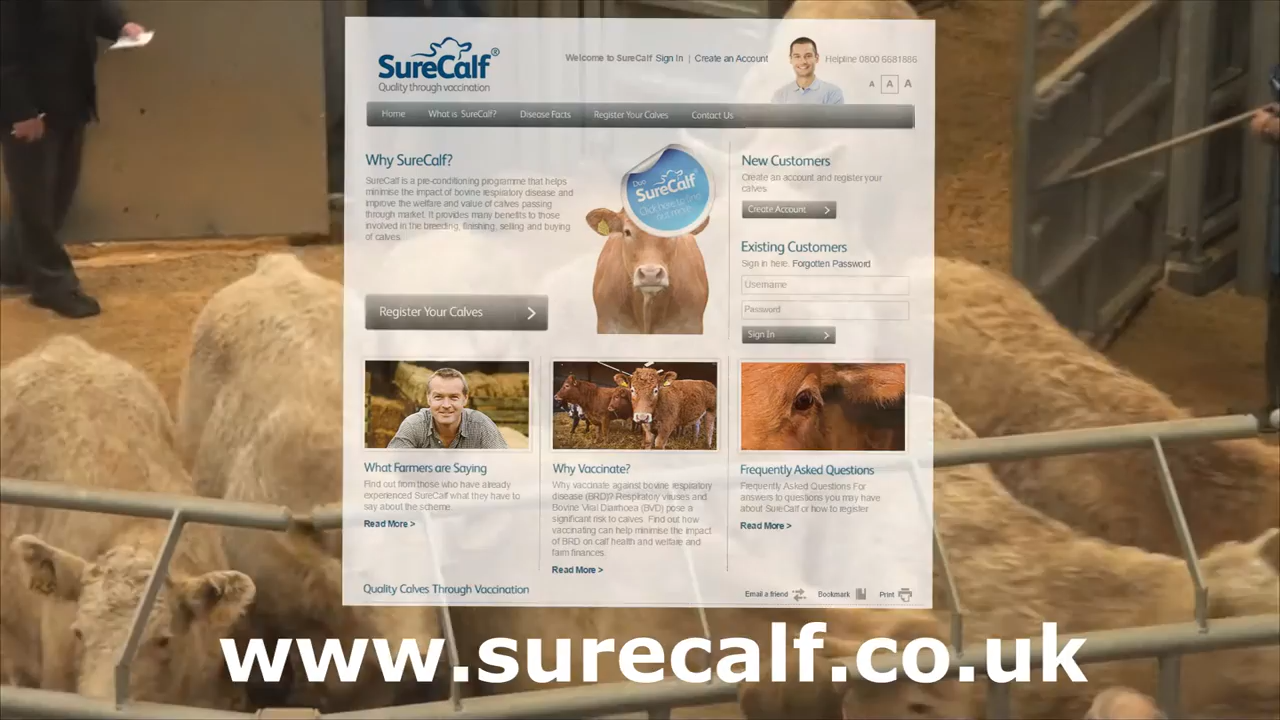 SureCalf®
Quality through vaccination
Welcome to SureCalf Sign In | Create an Account
Helpline 0800 6681886
A A A
Home What is SureCalf? Disease Facts Register Your Calves Contact Us
Why SureCalf?
SureCalf is a pre-conditioning programme that helps
minimise the impact of bovine respiratory disease and
improve the welfare and value of calves passing
through market. It provides many benefits to those
involved in the breeding, finishing, selling and buying
of calves.
Register Your Calves
Duo
SureCalf
Click here to find
out more
New Customers
Create an account and register your
calves.
Create Account
Existing Customers
Sign in here. Forgotten Password
Username
Password
Sign In
What Farmers are Saying
Find out from those who have already
experienced SureCalf what they have to
say about the scheme.
Read More >
Why Vaccinate?
Why vaccinate against bovine respiratory
disease (BRD)? Respiratory viruses and
Bovine Viral Diarrhoea (BVD) pose a
significant risk to calves. Find out how
vaccinating can help minimise the impact
of BRD on calf health and welfare and
farm finances.
Read More >
Frequently Asked Questions
Frequently Asked Questions For
answers to questions you may have
about SureCalf or how to register
Read More >
Quality Calves Through Vaccination
Email a friend Bookmark Print
www.surecalf.co.uk